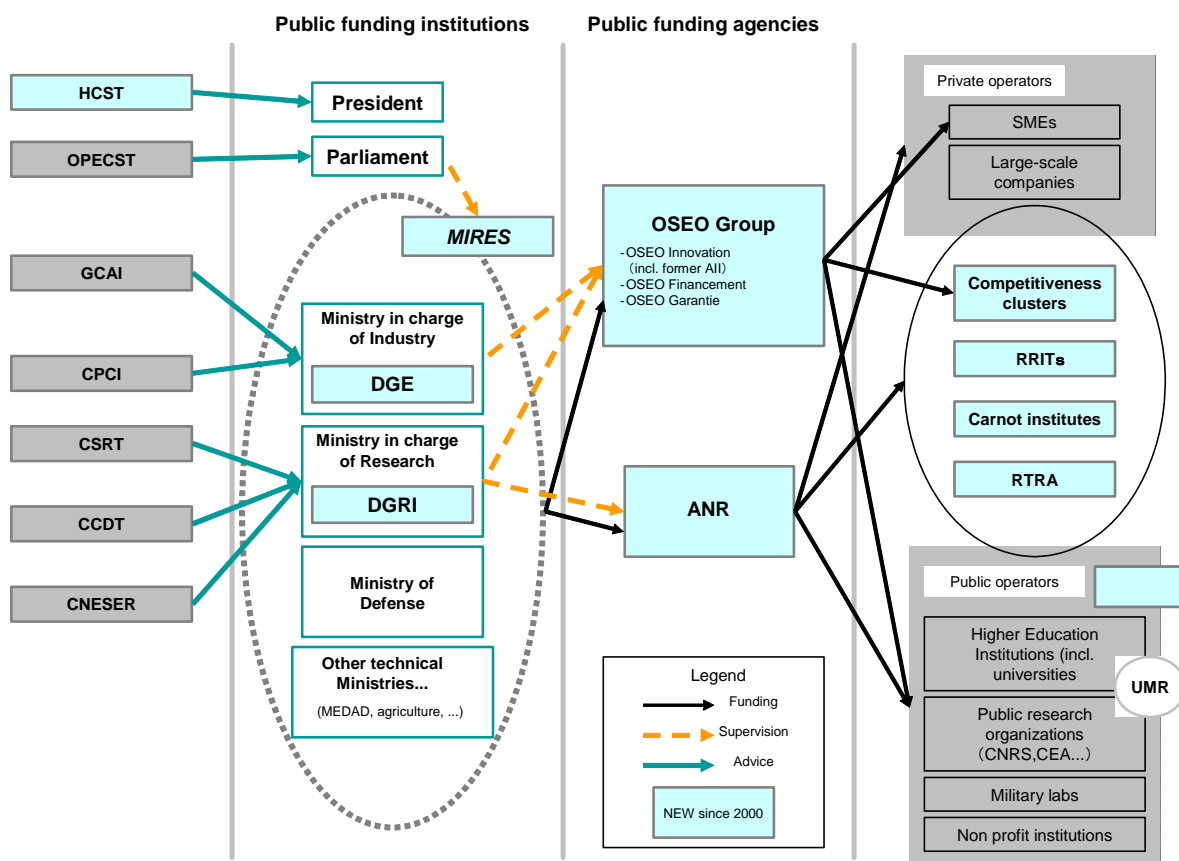 Public funding institutions
Public funding agencies
HCST
OPECST
GCAI
CPCI
CSRT
CCDT
CNESER
President
Parliament
MIRES
Ministry in charge
of Industry
DGE
Ministry in charge
of Research
DGRI
Ministry of
Defense
Other technical
Ministries...
(MEDAD, agriculture, ...)
OSEO Group
-OSEO Innovation
(incl. former AII)
-OSEO Financement
-OSEO Garantie
ANR
Legend
Funding
Supervision
Advice
NEW since 2000
Private operators
SMEs
Large-scale
companies
Competitiveness
clusters
RRITs
Carnot institutes
RTRA
Public operators
Higher Education
Institutions (incl.
universities
UMR
Public research
organizations
(CNRS,CEA...)
Military labs
Non profit institutions